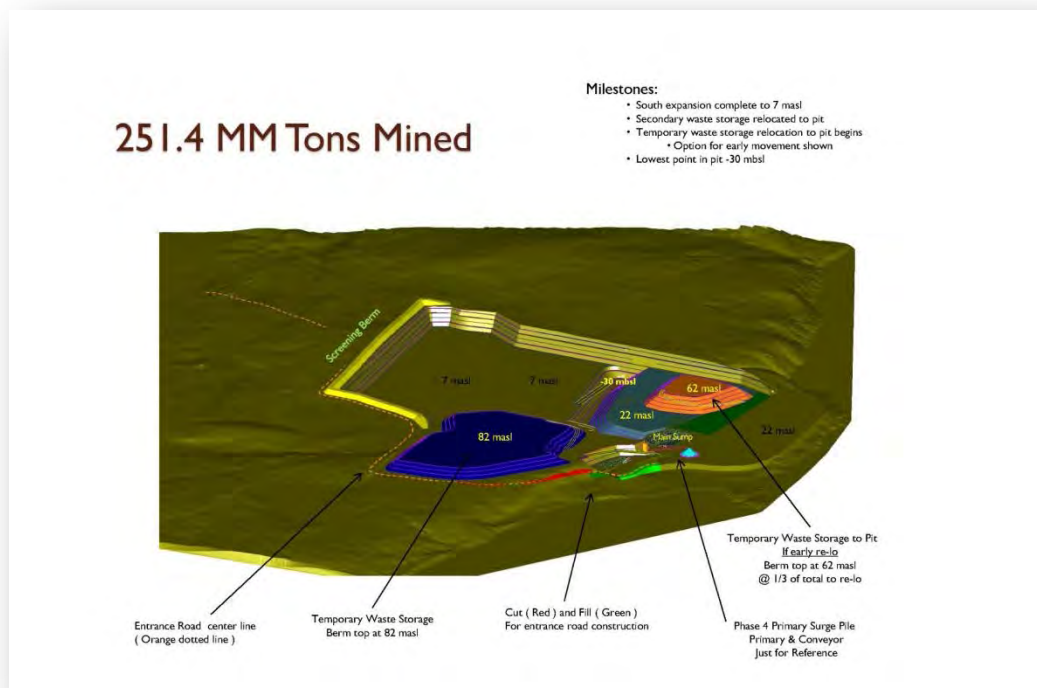 Milestones:
• South expansion complete to 7 masl
• Secondary waste storage relocated to pit
• Temporary waste storage relocation to pit begins
• Option for early movement shown
• Lowest point in pit -30 mbsl
251.4 MM Tons Mined
Screening Berm
7 masl
7 masl
-30 mbsl
62 masl
22 masl
22 masl
82 masl
Main Sump
Temporary Waste Storage to Pit
If early re-lo
Berm top at 62 masl
@ 1/3 of total to re-lo
Entrance Road center line
( Orange dotted line )
Temporary Waste Storage
Berm top at 82 masl
Cut ( Red ) and Fill ( Green )
For entrance road construction
Phase 4 Primary Surge Pile
Primary & Conveyor
Just for Reference